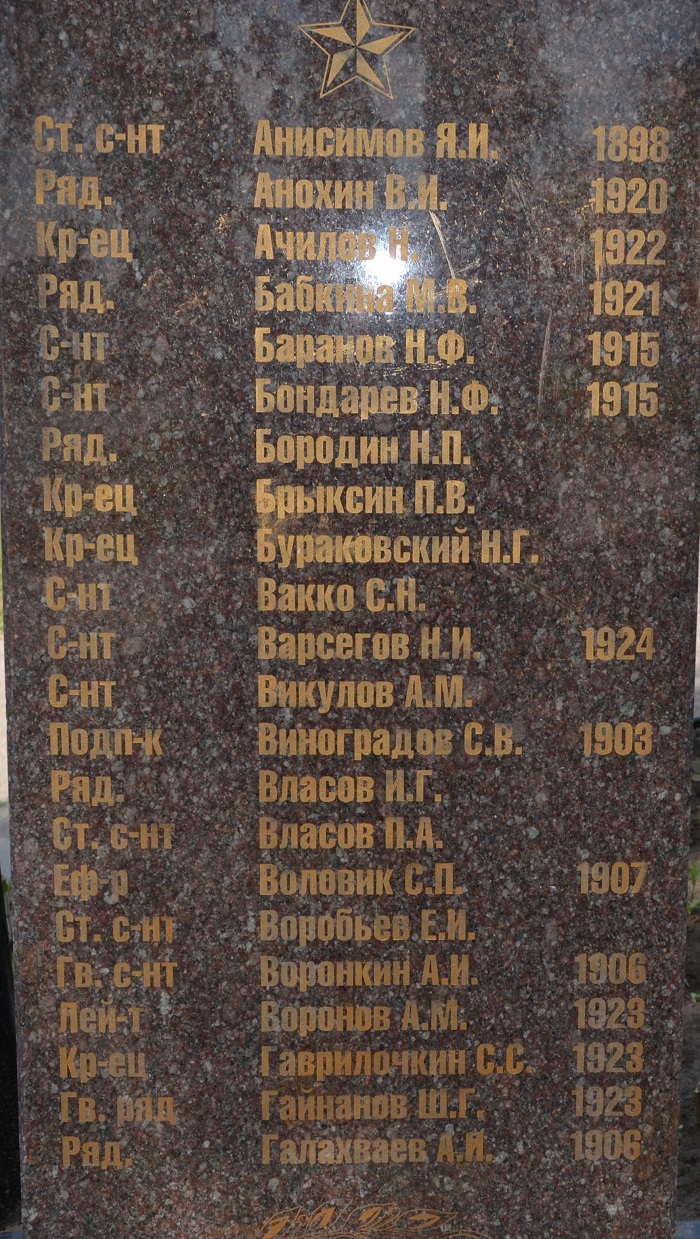 Ст. с-нт Анисимов Я.И. 1898
Ряд. Анохин В.И. 1920
Кр-ец Ачилов Н. 1922
Ряд. Бабкина М.В. 1921
С-нт Баранов Н.Ф. 1915
С-нт Бондарев Н.Ф. 1915
Ряд. Бородин Н.П.
Кр-ец Брыксин П.В.
Кр-ец Бураковский Н.Г.
С-нт Вакко С.Н.
С-нт Варсегов Н.И. 1924
С-нт Викулов А.М.
Подп-к Виноградов С.В. 1903
Ряд. Власов И.Г.
Ст. с-нт Власов П.А.
Еф-р Воловик С.П. 1907
Ст. с-нт Воробьев Е.И.
Гв. с-нт Воронкин А.И. 1906
Лей-т Воронов А.М. 1923
Кр-ец Гаврилочкин С.С. 1923
Гв. ряд Гайнанов Ш.Г. 1923
Ряд. Галахваев А.И. 1906